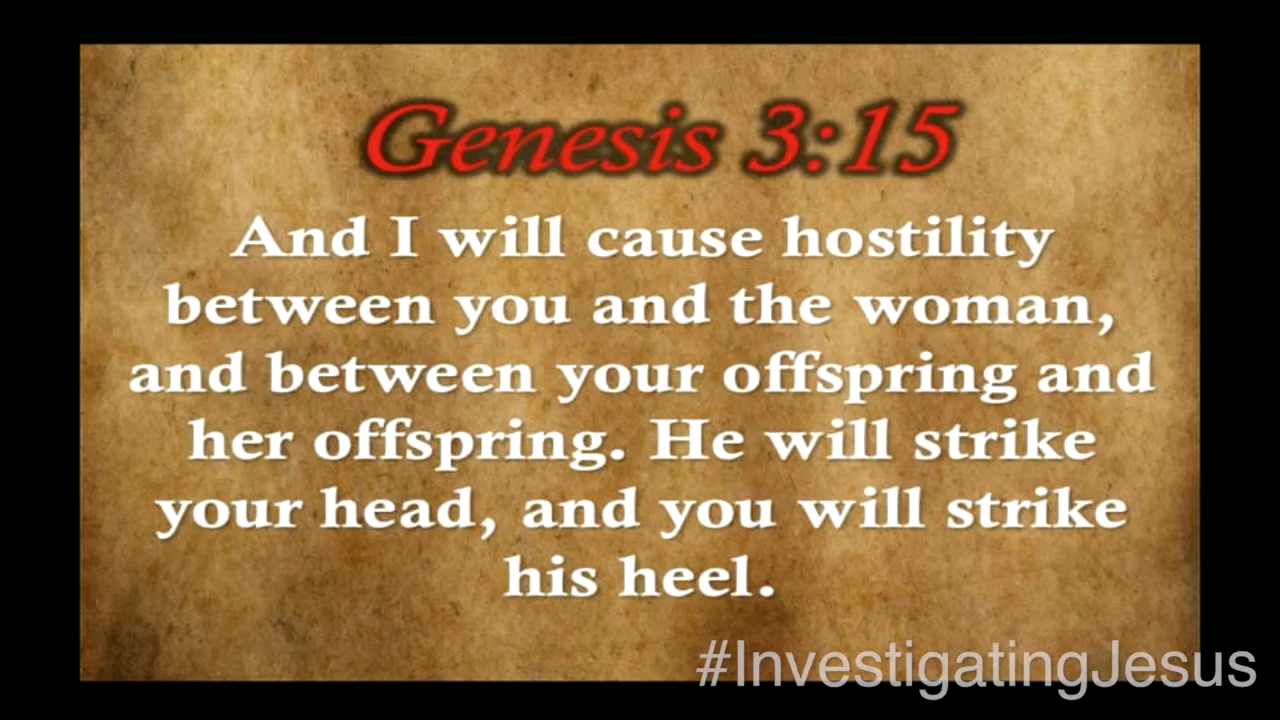 Genesis 3:15
And I will cause hostility
between you and the woman,
and between your offspring and
her offspring. He will strike
your head, and you will strike
his heel.
#InvestigatingJesus